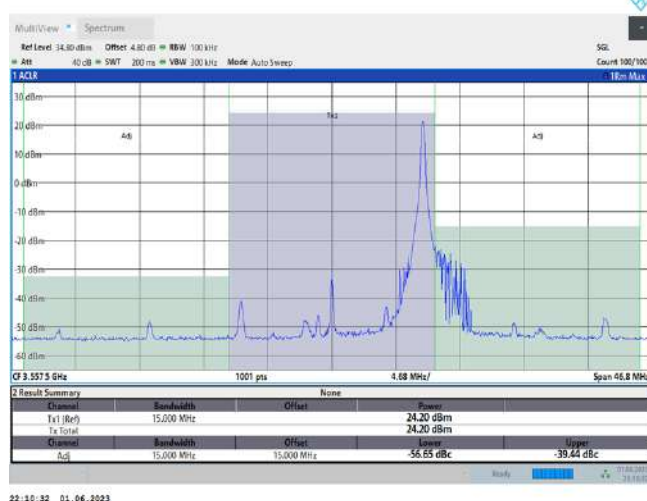 MultiView Spectrum
Ref Level 34.80 dBm Offset 4.80 dB RBW 100 kHz SGL
Att 40 dB SWT 200 ms VBW 300 kHz Mode Auto Sweep Count 100/100
1 ACLR 1Rm Max
30 dBm
Tx1
20 dBm
Adj Adj
10 dBm
0 dBm
-10 dBm
-20 dBm
-30 dBm
-40 dBm
-50 dBm
-60 dBm
CF 3.5575 GHz 1001 pts 4.68 MHz/ Span 46.8 MHz
2 Result Summary None
Channel Bandwidth Offset Power
Tx1 (Ref) 15.000 MHz 24.20 dBm
Tx Total 24.20 dBm
Channel Bandwidth Offset Lower Upper
Adj 15.000 MHz 15.000 MHz -56.65 dBc -39.44 dBc
Ready
22:10:32 01.06.2023